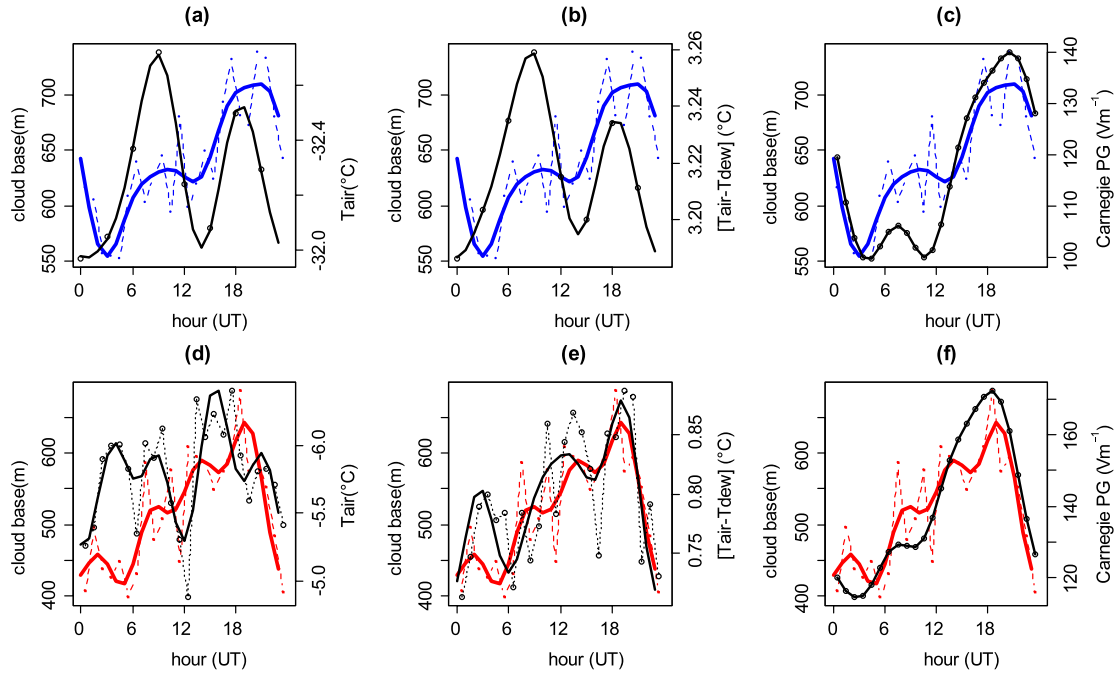 (a)
cloud base(m)
700
650
600
550
-32.4
-32.0
Tair(°C)
0 6 12 18
hour (UT)
(b)
cloud base(m)
700
650
600
550
3.26
3.24
3.22
3.20
[Tair-Tdew] (°C)
0 6 12 18
hour (UT)
(c)
cloud base(m)
700
650
600
550
140
130
120
110
100
Carnegie PG (Vm⁻¹)
0 6 12 18
hour (UT)
(d)
cloud base(m)
600
500
400
-6.0
-5.5
-5.0
Tair(°C)
0 6 12 18
hour (UT)
(e)
cloud base(m)
600
500
400
0.85
0.80
0.75
[Tair-Tdew] (°C)
0 6 12 18
hour (UT)
(f)
cloud base(m)
600
500
400
160
140
120
Carnegie PG (Vm⁻¹)
0 6 12 18
hour (UT)